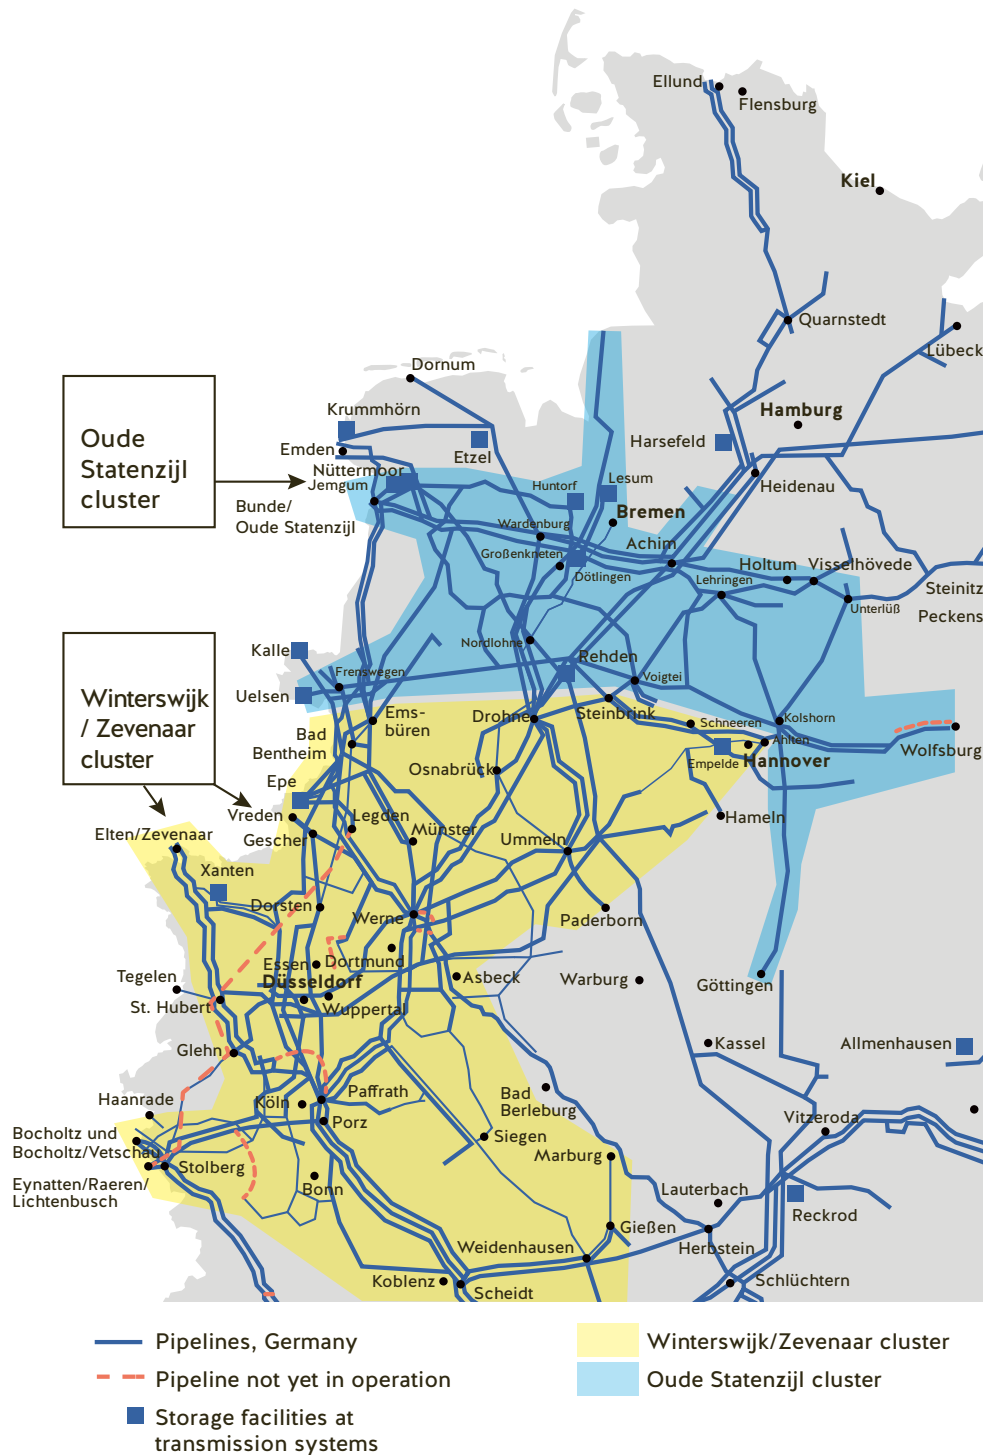 Ellund
Flensburg
Kiel
Quarnstedt
Lübeck
Dornum
Oude
Statenzijl
cluster
Krummhörn
Hamburg
Emden
Etzel
Harsefeld
Nüttermoor
Jemgum
Lesum
Heidenau
Huntorf
Bunde/
Oude Statenzijl
Bremen
Wardenburg
Achim
Großenkneten
Dötlingen
Holtum
Visselhövede
Lehringen
Steinitz
Unterlüß
Peckens
Winterswijk
/ Zevenaar
cluster
Kalle
Nordlohne
Rehden
Frenswegen
Voigtei
Uelsen
Ems-
büren
Drohne
Steinbrink
Schneeren
Kolshorn
Bad
Bentheim
Ahlten
Wolfsburg
Empelde
Hannover
Osnabrück
Epe
Vreden
Legden
Hameln
Elten/Zevenaar
Gescher
Münster
Ummeln
Xanten
Dorsten
Werne
Paderborn
Essen
Dortmund
Tegelen
Düsseldorf
Asbeck
Warburg
Göttingen
St. Hubert
Wuppertal
Glehn
Kassel
Allmenhausen
Haanrade
Köln
Paffrath
Bad
Berleburg
Porz
Vitzeroda
Bocholtz und
Bocholtz/Vetschau
Siegen
Marburg
Stolberg
Eynatten/Raeren/
Lichtenbusch
Bonn
Lauterbach
Reckrod
Gießen
Weidenhausen
Herbstein
Koblenz
Scheidt
Schlüchtern
Pipelines, Germany
Winterswijk/Zevenaar cluster
Pipeline not yet in operation
Oude Statenzijl cluster
Storage facilities at
transmission systems